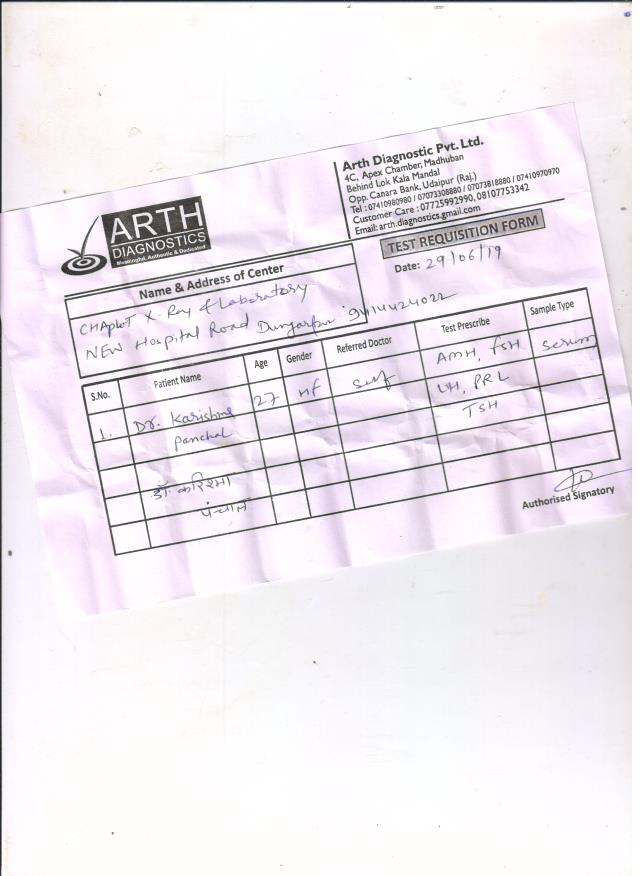 ARTH
DIAGNOSTICS
Meaningful, Authentic & Dedicated
Arth Diagnostic Pvt. Ltd.
4C, Apex Chamber, Madhuban
Behind Lok Kala Mandal
Opp. Canara Bank, Udaipur (Raj.)
Tel : 07410980980 / 07073308880 / 07073818880 / 07410970970
Customer Care : 07725992990, 08107753342
Email: arth.diagnostics.gmail.com
TEST REQUISITION FORM
Date: 29/06/19
Name & Address of Center
CHAploT X-Ray & Laboratory
NEW Hospital Road Dungarpur 9414424022
S.No. Patient Name Age Gender Referred Doctor Test Prescribe Sample Type
1. Dr. Karishma 27 Self AMH, FSH Serum
Panchal LH, PRL
TSH
डॉ. करिश्मा
पंचाल
Authorised Signatory